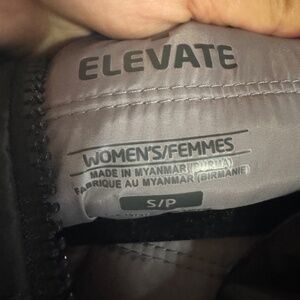 ELEVATE
WOMEN'S/FEMMES
MADE IN MYANMAR (BURMA)
FABRIQUE AU MYANMAR (BIRMANIE)
S/P